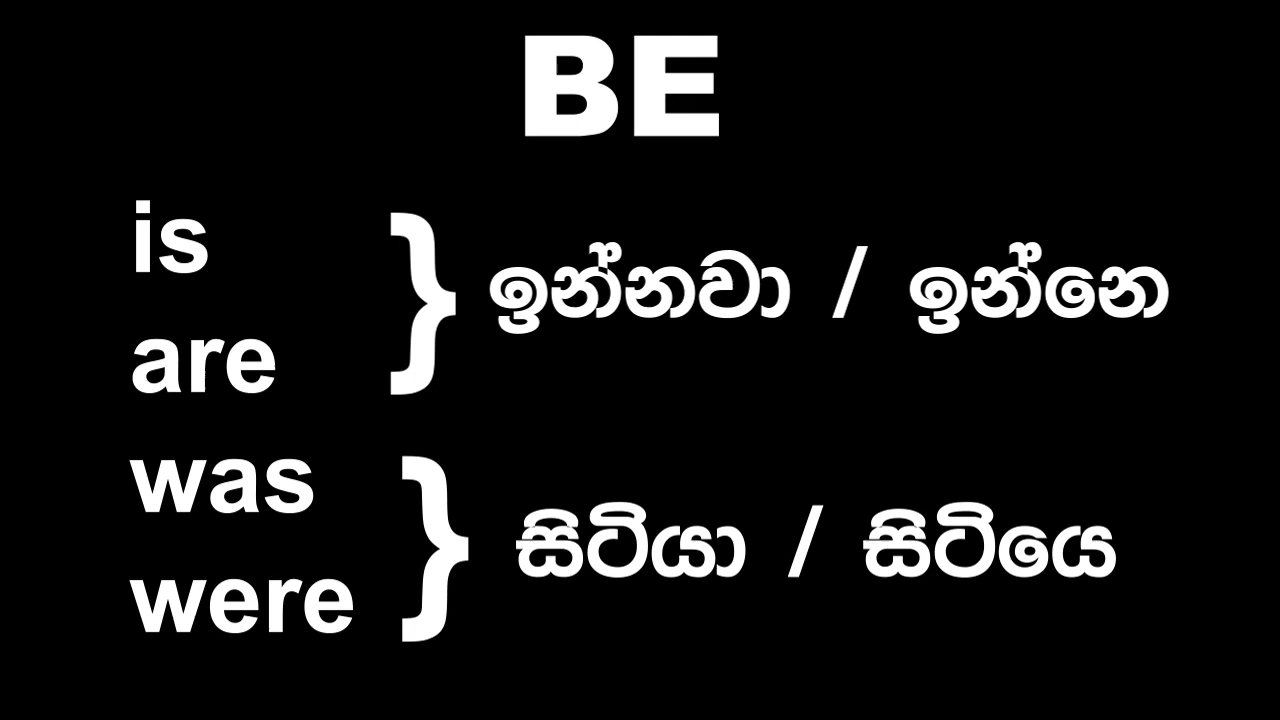 BE
is
are
} ඉන්නවා / ඉන්නෙ
was
were
} සිටියා / සිටියෙ